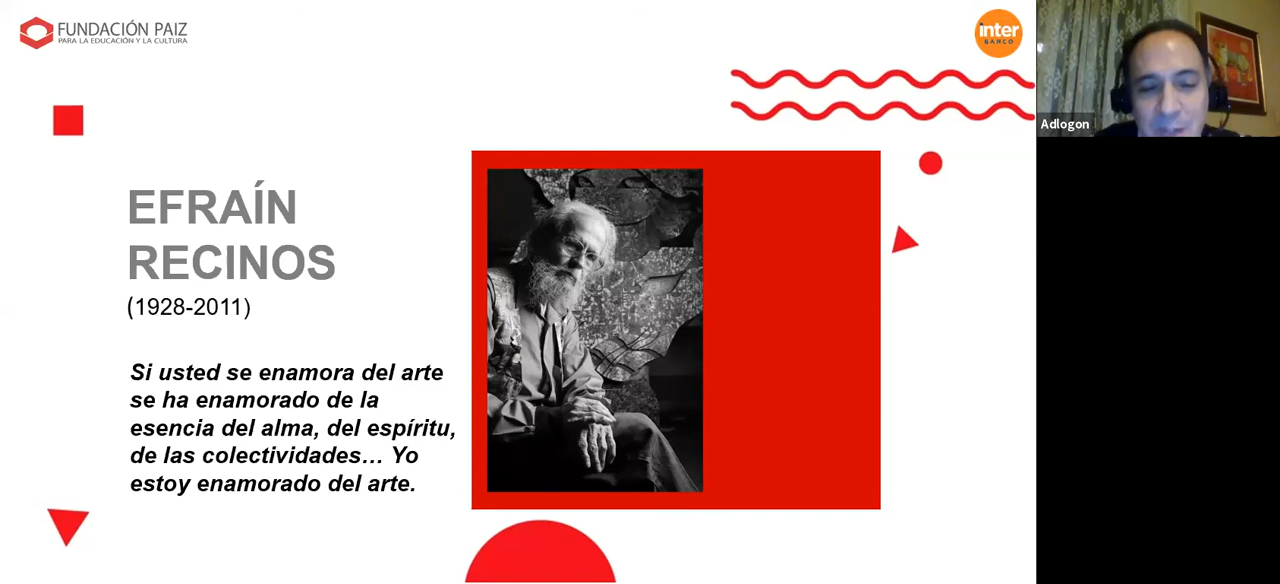 FUNDACIÓN PAIZ
PARA LA EDUCACIÓN Y LA CULTURA
inter
BANCO
Adlogon
EFRAÍN
RECINOS
(1928-2011)
Si usted se enamora del arte
se ha enamorado de la
esencia del alma, del espíritu,
de las colectividades… Yo
estoy enamorado del arte.